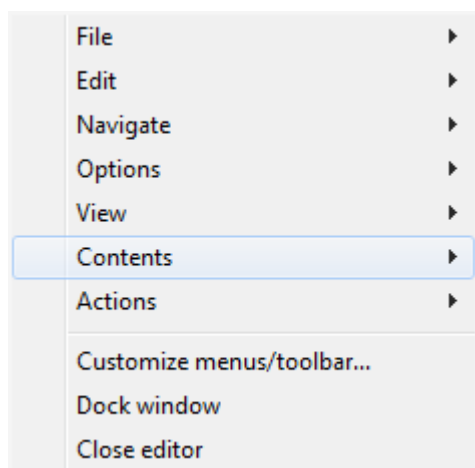 File
Edit
Navigate
Options
View
Contents
Actions
Customize menus/toolbar...
Dock window
Close editor